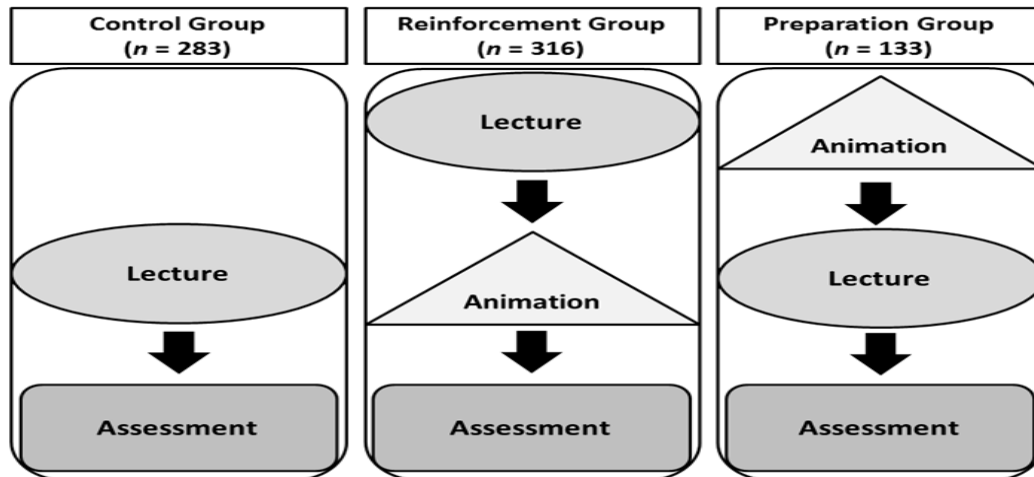 Control Group
(n = 283)
Reinforcement Group
(n = 316)
Preparation Group
(n = 133)
Lecture
Assessment
Lecture
Animation
Assessment
Animation
Lecture
Assessment